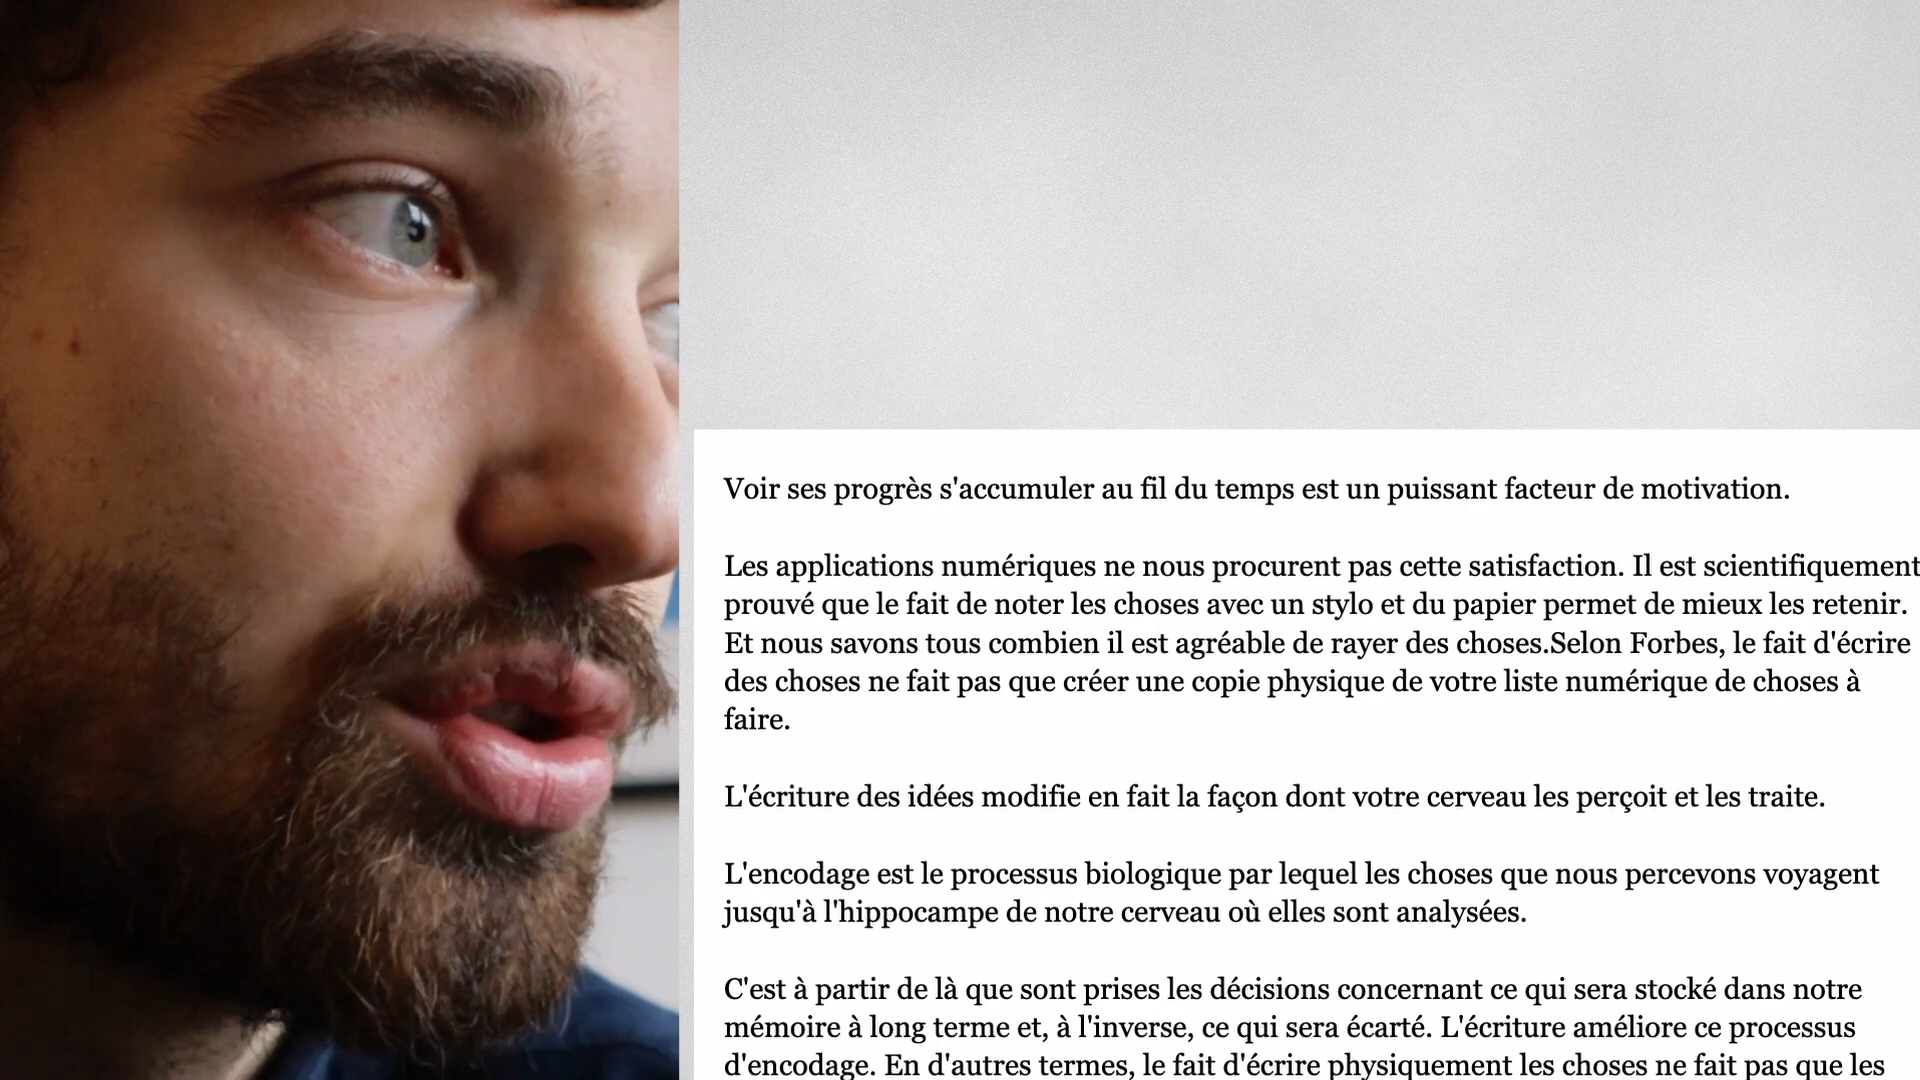 Voir ses progrès s'accumuler au fil du temps est un puissant facteur de motivation.
Les applications numériques ne nous procurent pas cette satisfaction. Il est scientifiquement
prouvé que le fait de noter les choses avec un stylo et du papier permet de mieux les retenir.
Et nous savons tous combien il est agréable de rayer des choses.Selon Forbes, le fait d'écrire
des choses ne fait pas que créer une copie physique de votre liste numérique de choses à
faire.
L'écriture des idées modifie en fait la façon dont votre cerveau les perçoit et les traite.
L'encodage est le processus biologique par lequel les choses que nous percevons voyagent
jusqu'à l'hippocampe de notre cerveau où elles sont analysées.
C'est à partir de là que sont prises les décisions concernant ce qui sera stocké dans notre
mémoire à long terme et, à l'inverse, ce qui sera écarté. L'écriture améliore ce processus
d'encodage. En d'autres termes, le fait d'écrire physiquement les choses ne fait pas que les